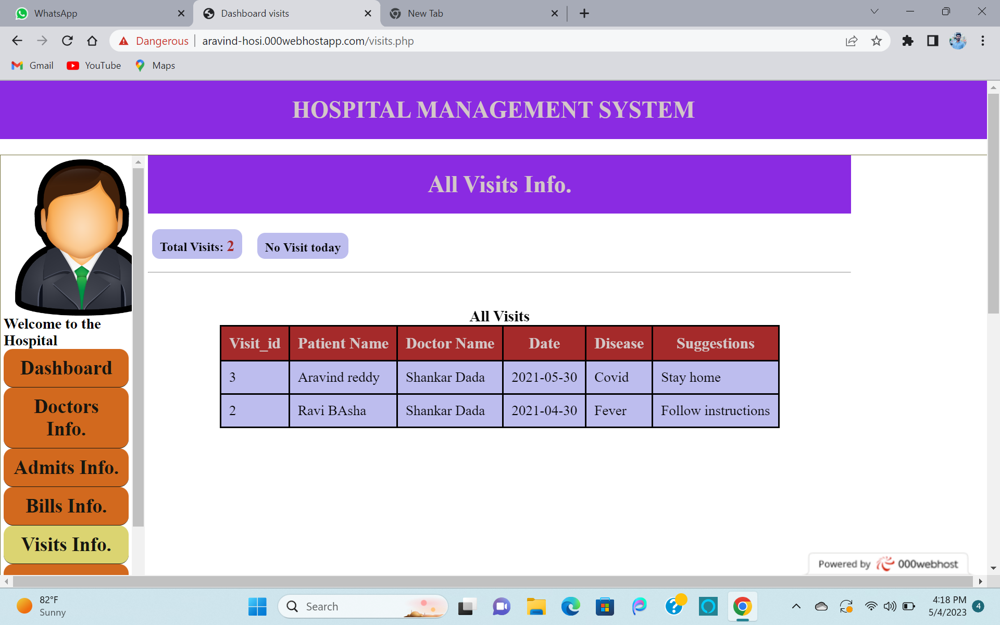 WhatsApp
Dashboard visits
New Tab
Dangerous
aravind-hosi.000webhostapp.com/visits.php
Gmail
YouTube
Maps
HOSPITAL MANAGEMENT SYSTEM
Welcome to the
Hospital
Dashboard
Doctors
Info.
Admits Info.
Bills Info.
Visits Info.
All Visits Info.
Total Visits: 2
No Visit today
All Visits
Visit_id Patient Name Doctor Name Date Disease Suggestions
3 Aravind reddy Shankar Dada 2021-05-30 Covid Stay home
2 Ravi BAsha Shankar Dada 2021-04-30 Fever Follow instructions
Powered by 000webhost
82°F
Sunny
Search
4:18 PM
5/4/2023
4